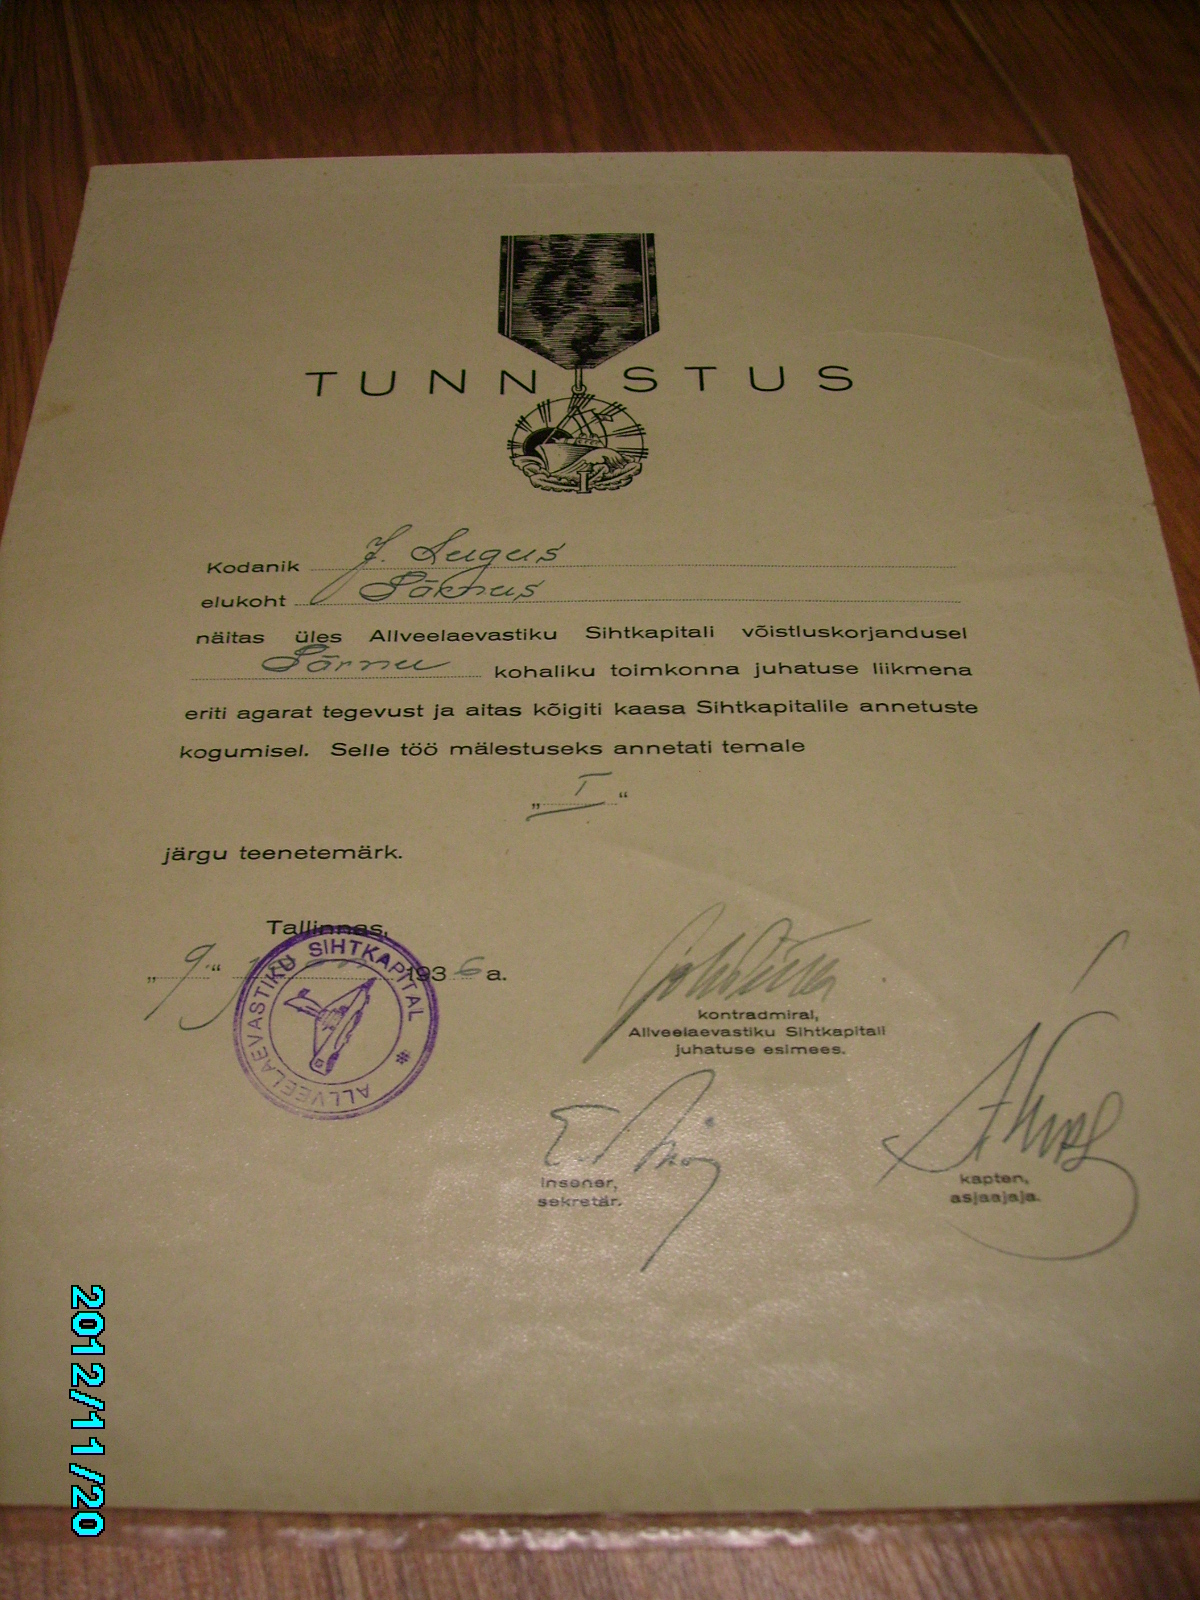 TUNNISTUS
I
Kodanik J. Lugus
elukoht Pärnus
näitas üles Allveelaevastiku Sihtkapitali võistluskorjandusel
Pärnu kohaliku toimkonna juhatuse liikmena
eriti agarat tegevust ja aitas kõigiti kaasa Sihtkapitalile annetuste
kogumisel. Selle töö mälestuseks annetati temale
„ I “
järgu teenetemärk.
Tallinnas,
„ 9. “ 1936 a.
ALLVEELAEVASTIKU SIHTKAPITAL *
kontradmiral,
Allveelaevastiku Sihtkapitali
juhatuse esimees.
insener,
sekretär.
kapten,
asjaajaja.
2012/11/20